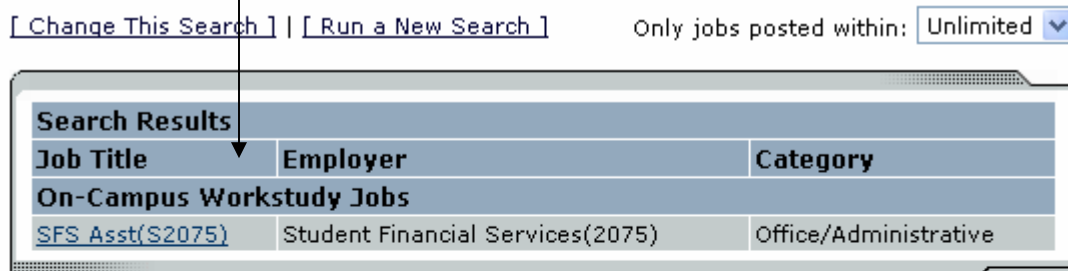 [ Change This Search ] | [ Run a New Search ] Only jobs posted within: Unlimited
Search Results
Job Title Employer Category
On-Campus Workstudy Jobs
SFS Asst(S2075) Student Financial Services(2075) Office/Administrative